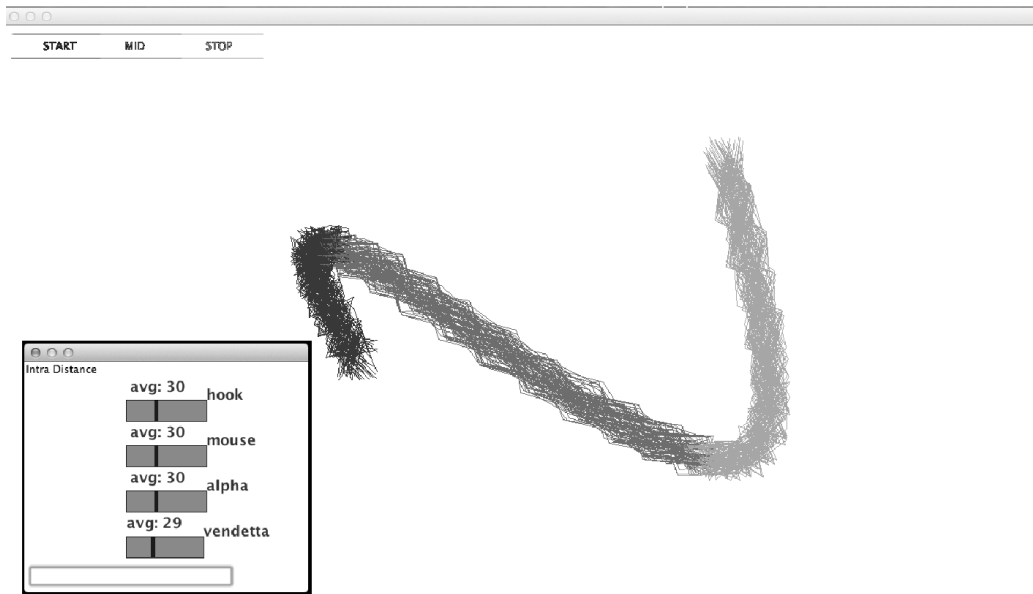 START MID STOP
Intra Distance
avg: 30
hook
avg: 30
mouse
avg: 30
alpha
avg: 29
vendetta